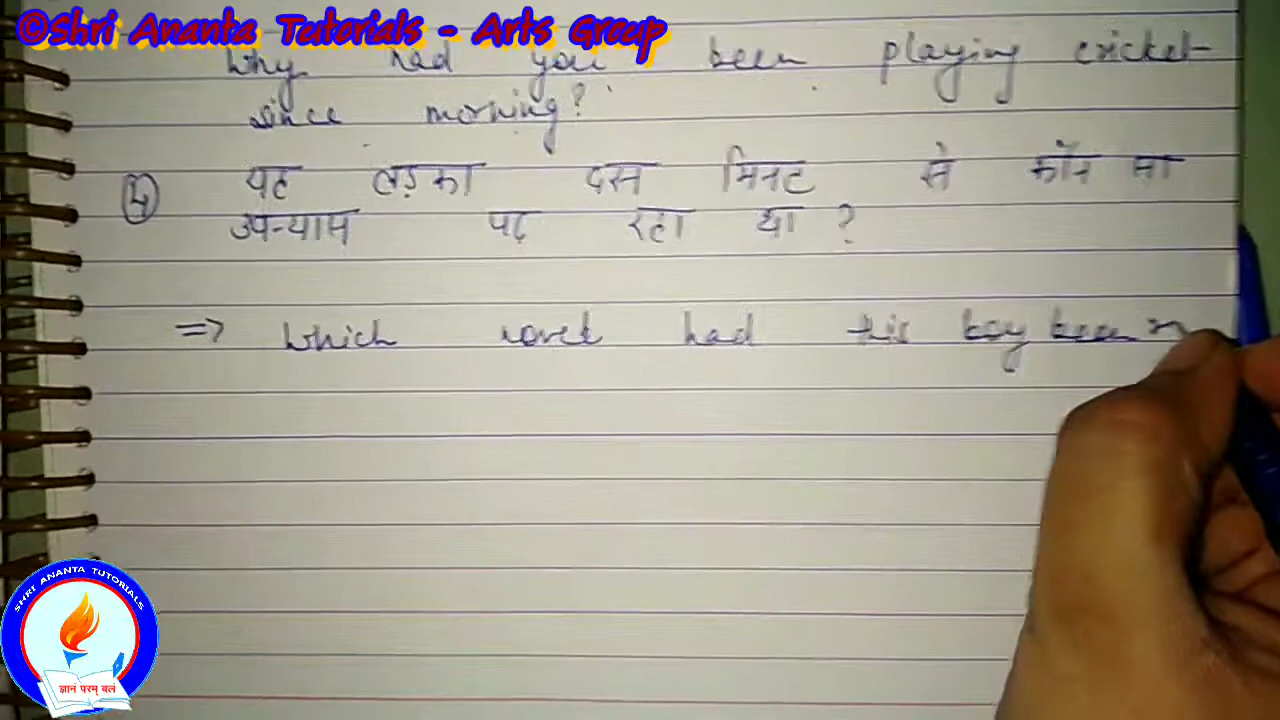 ©Shri Ananta Tutorials - Arts Group
Why had you been playing cricket
since morning?
यह लड़का दस मिनट से कौन सा
उपन्यास पढ़ रहा था ?
=> which novel had this boy been
SHRI ANANTA TUTORIALS
ज्ञानं परमं बलं